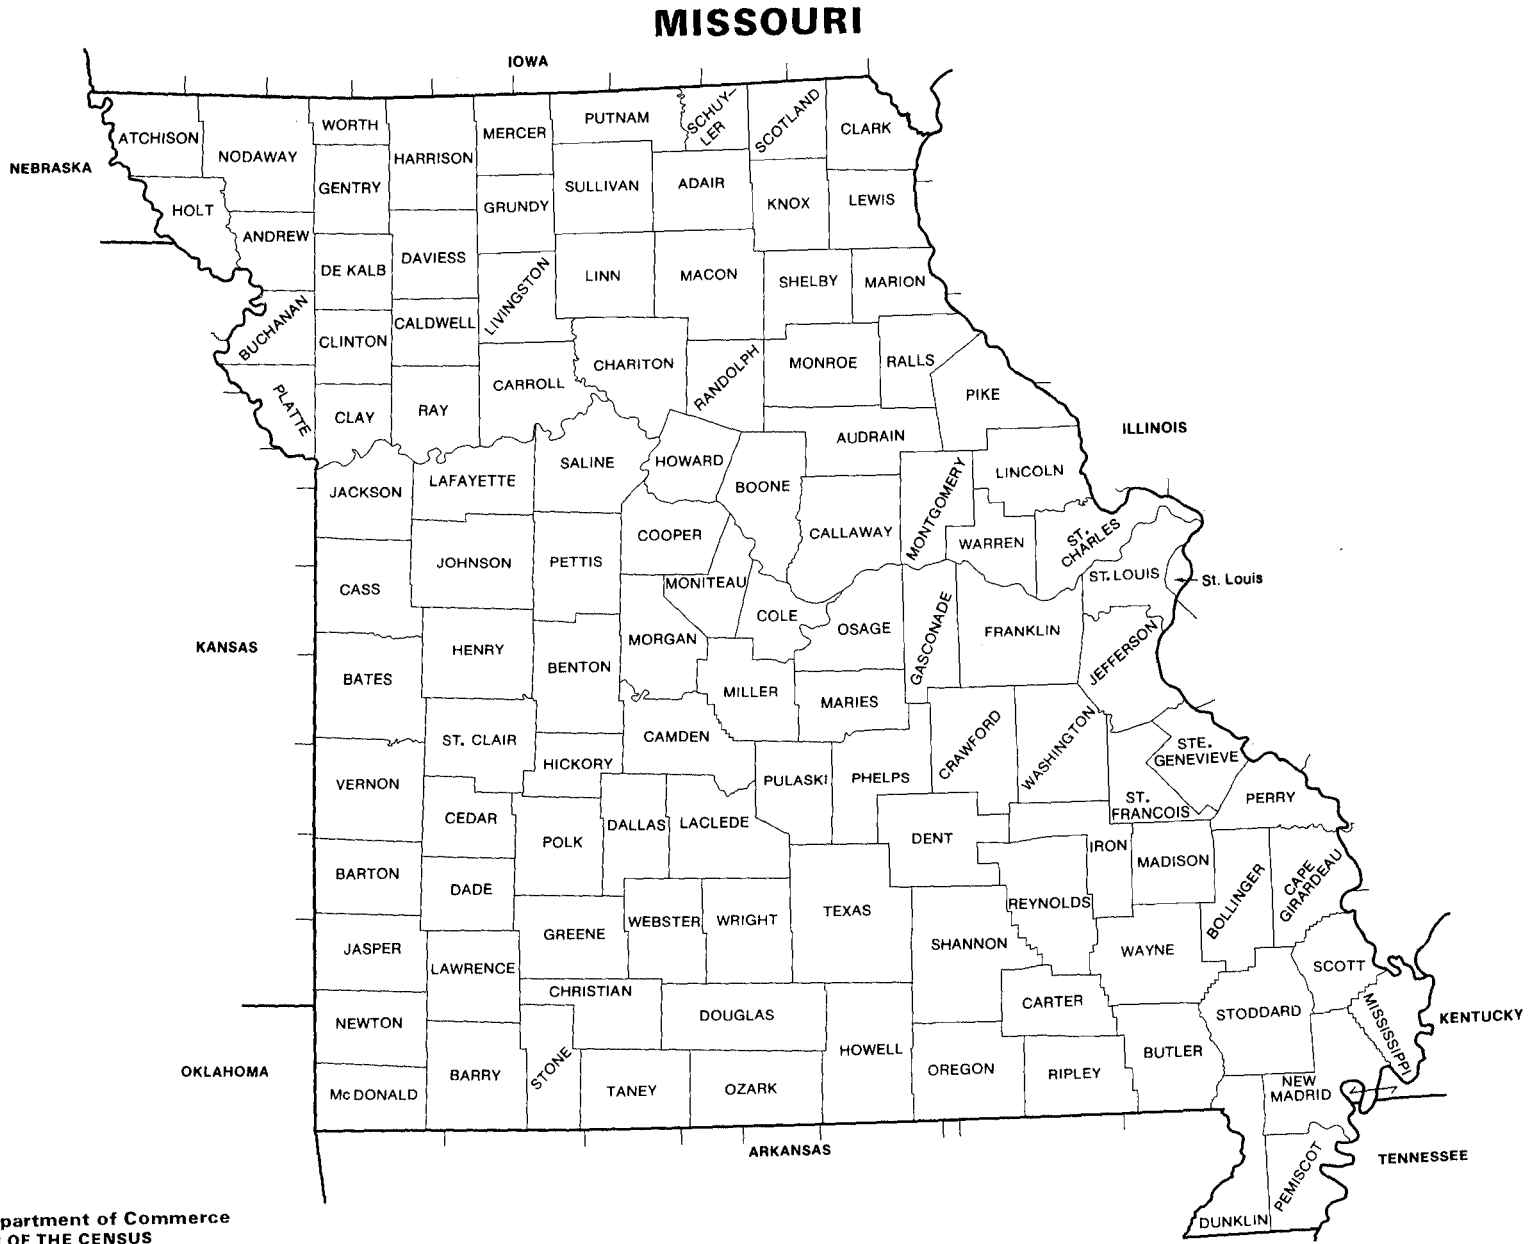 MISSOURI
IOWA
NEBRASKA
ATCHISON
NODAWAY
WORTH
HARRISON
MERCER
PUTNAM
SCHUY–
LER
SCOTLAND
CLARK
HOLT
GENTRY
GRUNDY
SULLIVAN
ADAIR
KNOX
LEWIS
ANDREW
DE KALB
DAVIESS
LIVINGSTON
LINN
MACON
SHELBY
MARION
BUCHANAN
CLINTON
CALDWELL
CARROLL
CHARITON
RANDOLPH
MONROE
RALLS
PIKE
PLATTE
CLAY
RAY
AUDRAIN
ILLINOIS
JACKSON
LAFAYETTE
SALINE
HOWARD
BOONE
CALLAWAY
MONTGOMERY
LINCOLN
WARREN
ST.
CHARLES
ST. LOUIS
St. Louis
CASS
JOHNSON
PETTIS
COOPER
MONITEAU
COLE
OSAGE
GASCONADE
FRANKLIN
JEFFERSON
KANSAS
BATES
HENRY
BENTON
MORGAN
MILLER
MARIES
ST. CLAIR
HICKORY
CAMDEN
PULASKI
PHELPS
CRAWFORD
WASHINGTON
STE.
GENEVIEVE
ST.
FRANCOIS
PERRY
VERNON
CEDAR
POLK
DALLAS
LACLEDE
DENT
IRON
MADISON
BOLLINGER
CAPE
GIRARDEAU
BARTON
DADE
GREENE
WEBSTER
WRIGHT
TEXAS
SHANNON
REYNOLDS
WAYNE
SCOTT
MISSISSIPPI
KENTUCKY
JASPER
LAWRENCE
CHRISTIAN
DOUGLAS
HOWELL
CARTER
STODDARD
NEWTON
BARRY
STONE
TANEY
OZARK
OREGON
RIPLEY
BUTLER
NEW
MADRID
OKLAHOMA
McDONALD
ARKANSAS
TENNESSEE
PEMISCOT
DUNKLIN
partment of Commerce
OF THE CENSUS